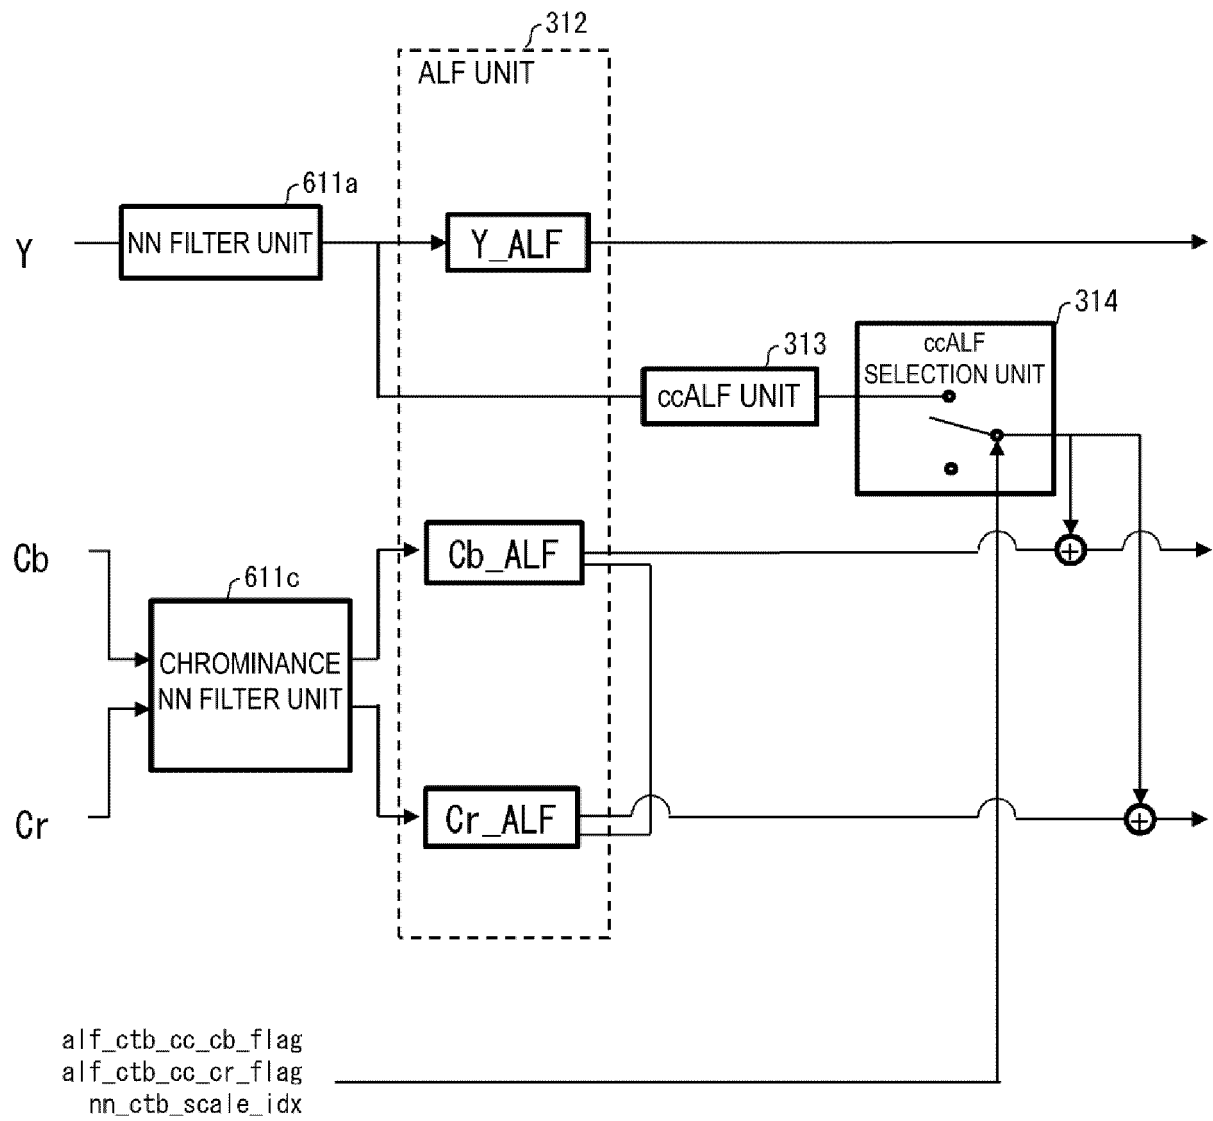 312
ALF UNIT
611a
Y
NN FILTER UNIT
Y_ALF
314
ccALF
SELECTION UNIT
313
ccALF UNIT
Cb
Cb_ALF
611c
CHROMINANCE
NN FILTER UNIT
Cr
Cr_ALF
alf_ctb_cc_cb_flag
alf_ctb_cc_cr_flag
nn_ctb_scale_idx